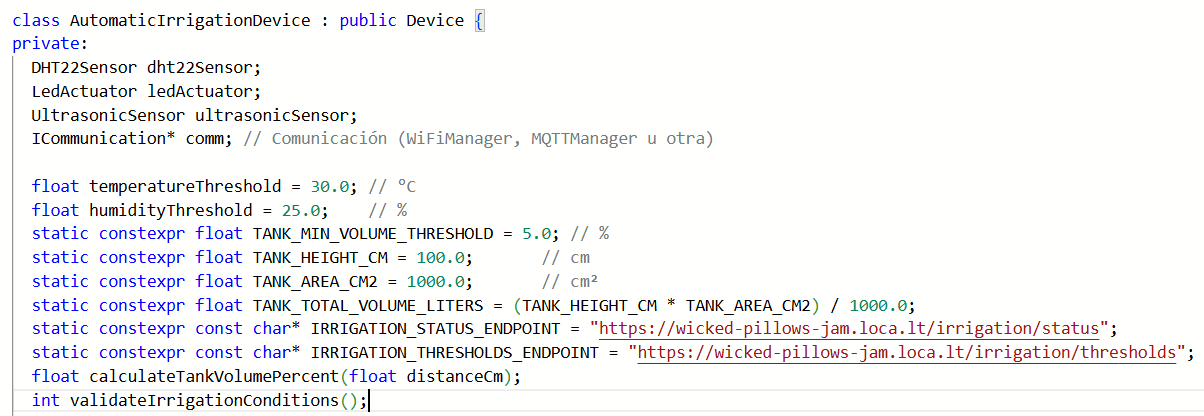 class AutomaticIrrigationDevice : public Device {
private:
DHT22Sensor dht22Sensor;
LedActuator ledActuator;
UltrasonicSensor ultrasonicSensor;
ICommunication* comm; // Comunicación (WiFiManager, MQTTManager u otra)
float temperatureThreshold = 30.0; // °C
float humidityThreshold = 25.0; // %
static constexpr float TANK_MIN_VOLUME_THRESHOLD = 5.0; // %
static constexpr float TANK_HEIGHT_CM = 100.0; // cm
static constexpr float TANK_AREA_CM2 = 1000.0; // cm²
static constexpr float TANK_TOTAL_VOLUME_LITERS = (TANK_HEIGHT_CM * TANK_AREA_CM2) / 1000.0;
static constexpr const char* IRRIGATION_STATUS_ENDPOINT = "https://wicked-pillows-jam.loca.lt/irrigation/status";
static constexpr const char* IRRIGATION_THRESHOLDS_ENDPOINT = "https://wicked-pillows-jam.loca.lt/irrigation/thresholds";
float calculateTankVolumePercent(float distanceCm);
int validateIrrigationConditions();